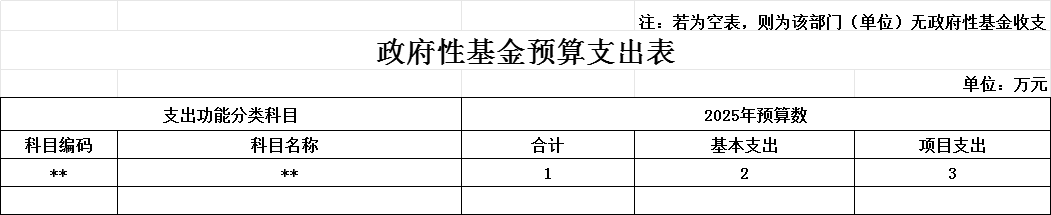 注：若为空表，则为该部门（单位）无政府性基金收支
政府性基金预算支出表
单位：万元
支出功能分类科目 2025年预算数
科目编码 科目名称 合计 基本支出 项目支出
** ** 1 2 3